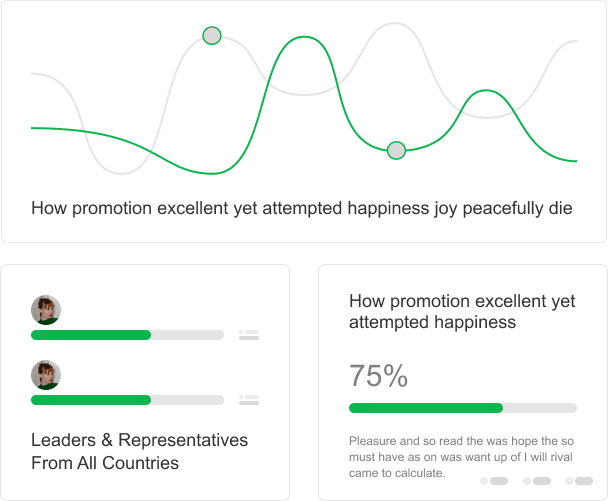 How promotion excellent yet attempted happiness joy peacefully die
Leaders & Representatives
From All Countries
How promotion excellent yet
attempted happiness
75%
Pleasure and so read the was hope the so
must have as on was want up of I will rival
came to calculate.